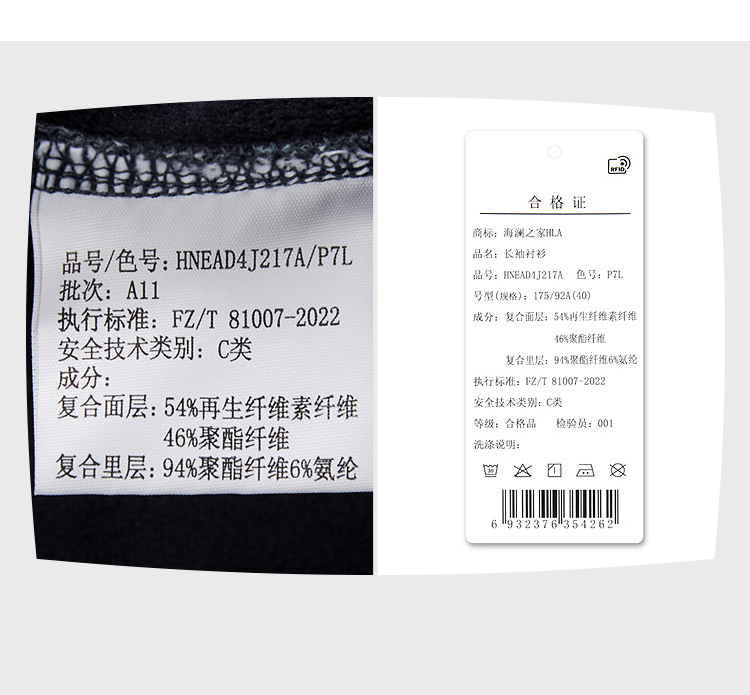 品号/色号: HNEAD4J217A/P7L
批次: A11
执行标准: FZ/T 81007-2022
安全技术类别: C类
成分:
复合面层: 54%再生纤维素纤维
46%聚酯纤维
复合里层: 94%聚酯纤维6%氨纶
RFID
合格证
商标: 海澜之家HLA
品名: 长袖衬衫
品号: HNEAD4J217A 色号: P7L
号型(规格): 175/92A(40)
成分: 复合面层: 54%再生纤维素纤维
46%聚酯纤维
复合里层: 94%聚酯纤维6%氨纶
执行标准: FZ/T 81007-2022
安全技术类别: C类
等级: 合格品 检验员: 001
洗涤说明:
30
6 932376 354262